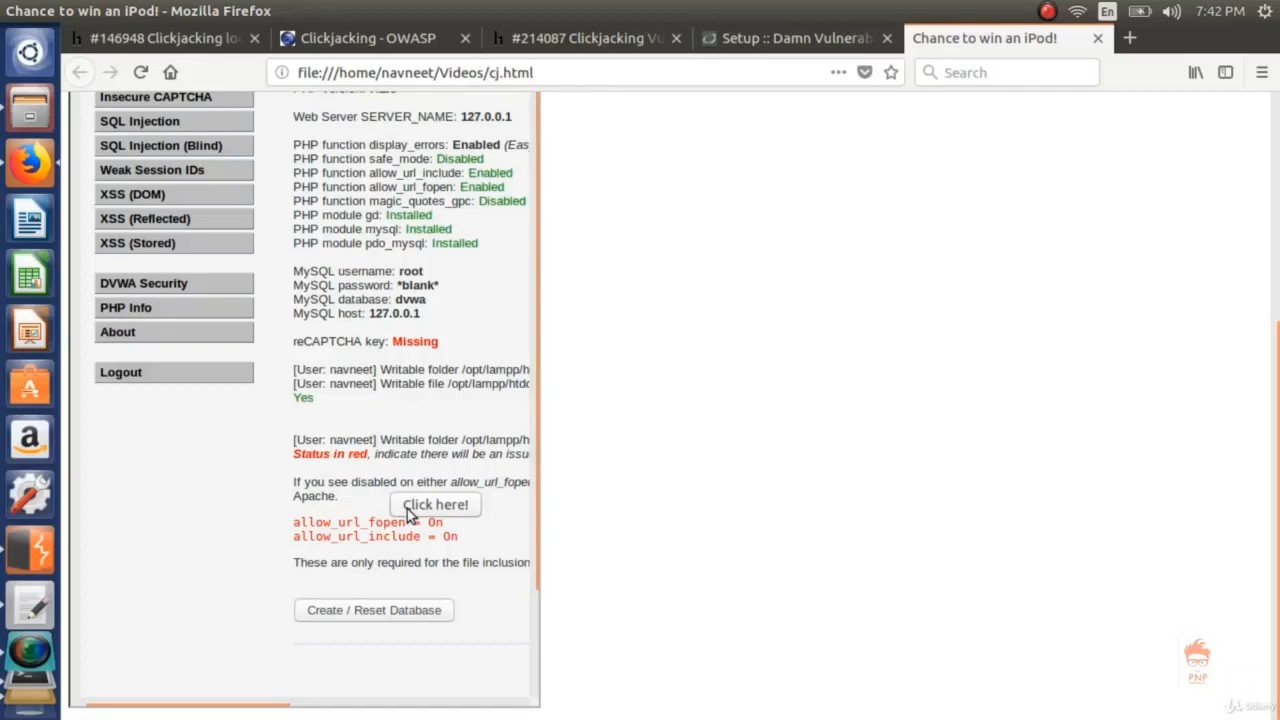 Chance to win an iPod! - Mozilla Firefox
En
7:42 PM
#146948 Clickjacking lo
Clickjacking - OWASP
#214087 Clickjacking Vu
Setup :: Damn Vulnerab
Chance to win an iPod!
file:///home/navneet/Videos/cj.html
Search
Insecure CAPTCHA
SQL Injection
SQL Injection (Blind)
Weak Session IDs
XSS (DOM)
XSS (Reflected)
XSS (Stored)
DVWA Security
PHP Info
About
Logout
Web Server SERVER_NAME: 127.0.0.1
PHP function display_errors: Enabled (Eas
PHP function safe_mode: Disabled
PHP function allow_url_include: Enabled
PHP function allow_url_fopen: Enabled
PHP function magic_quotes_gpc: Disabled
PHP module gd: Installed
PHP module mysql: Installed
PHP module pdo_mysql: Installed
MySQL username: root
MySQL password: *blank*
MySQL database: dvwa
MySQL host: 127.0.0.1
reCAPTCHA key: Missing
[User: navneet] Writable folder /opt/lampp/h
[User: navneet] Writable file /opt/lampp/htdo
Yes
[User: navneet] Writable folder /opt/lampp/h
Status in red, indicate there will be an issu
If you see disabled on either allow_url_fopen
Apache.
Click here!
allow_url_fopen = On
allow_url_include = On
These are only required for the file inclusion
Create / Reset Database
PNP
Udemy